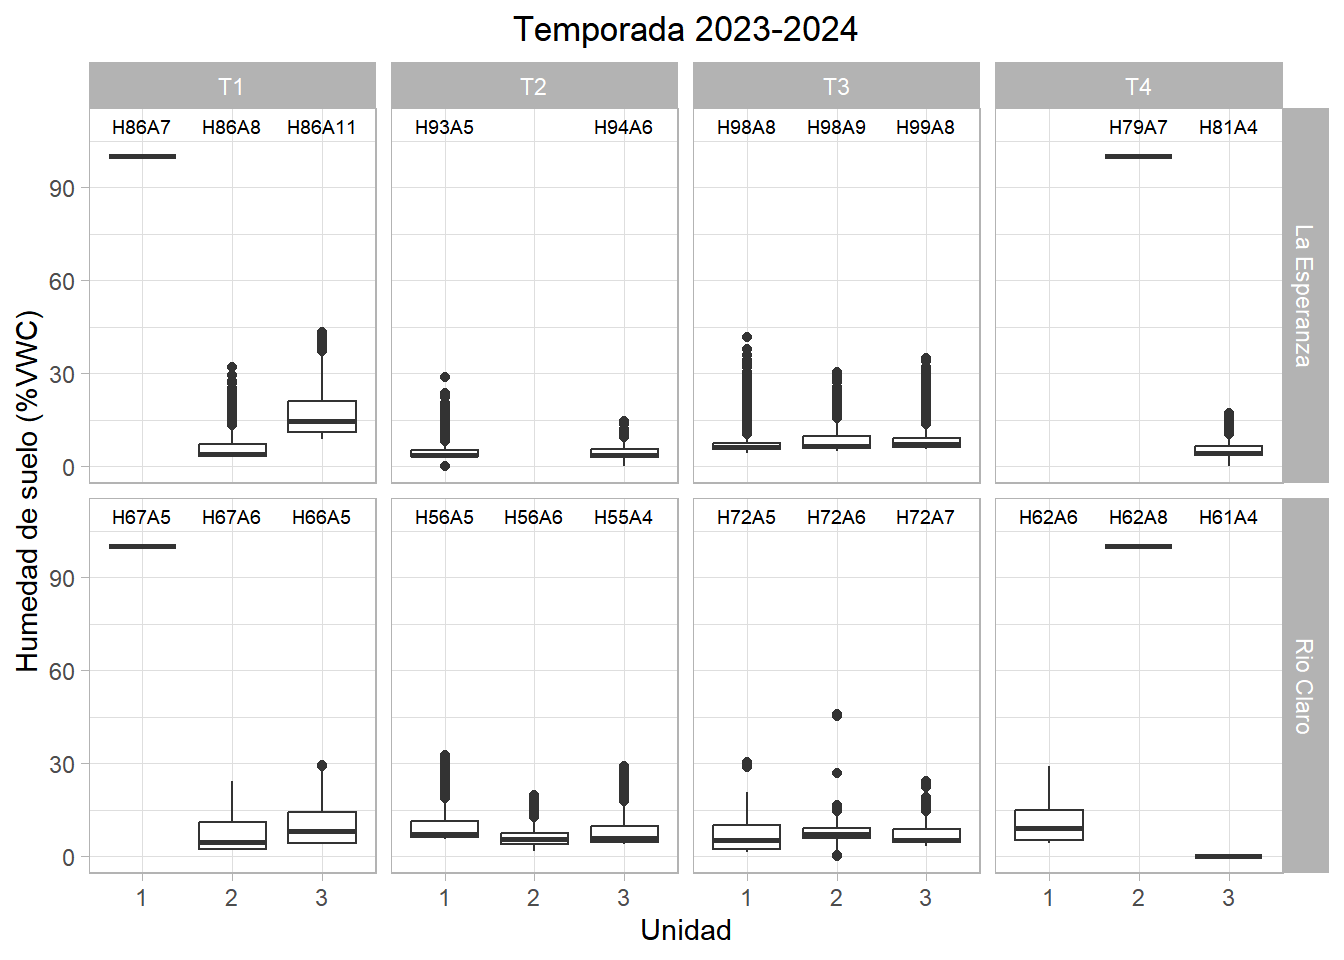 Temporada 2023-2024
T1 T2 T3 T4
H86A7 H86A8 H86A11 H93A5 H94A6 H98A8 H98A9 H99A8 H79A7 H81A4
90
60
30
0
La Esperanza
Humedad de suelo (%VWC)
H67A5 H67A6 H66A5 H56A5 H56A6 H55A4 H72A5 H72A6 H72A7 H62A6 H62A8 H61A4
90
60
30
0
Rio Claro
1 2 3 1 2 3 1 2 3 1 2 3
Unidad